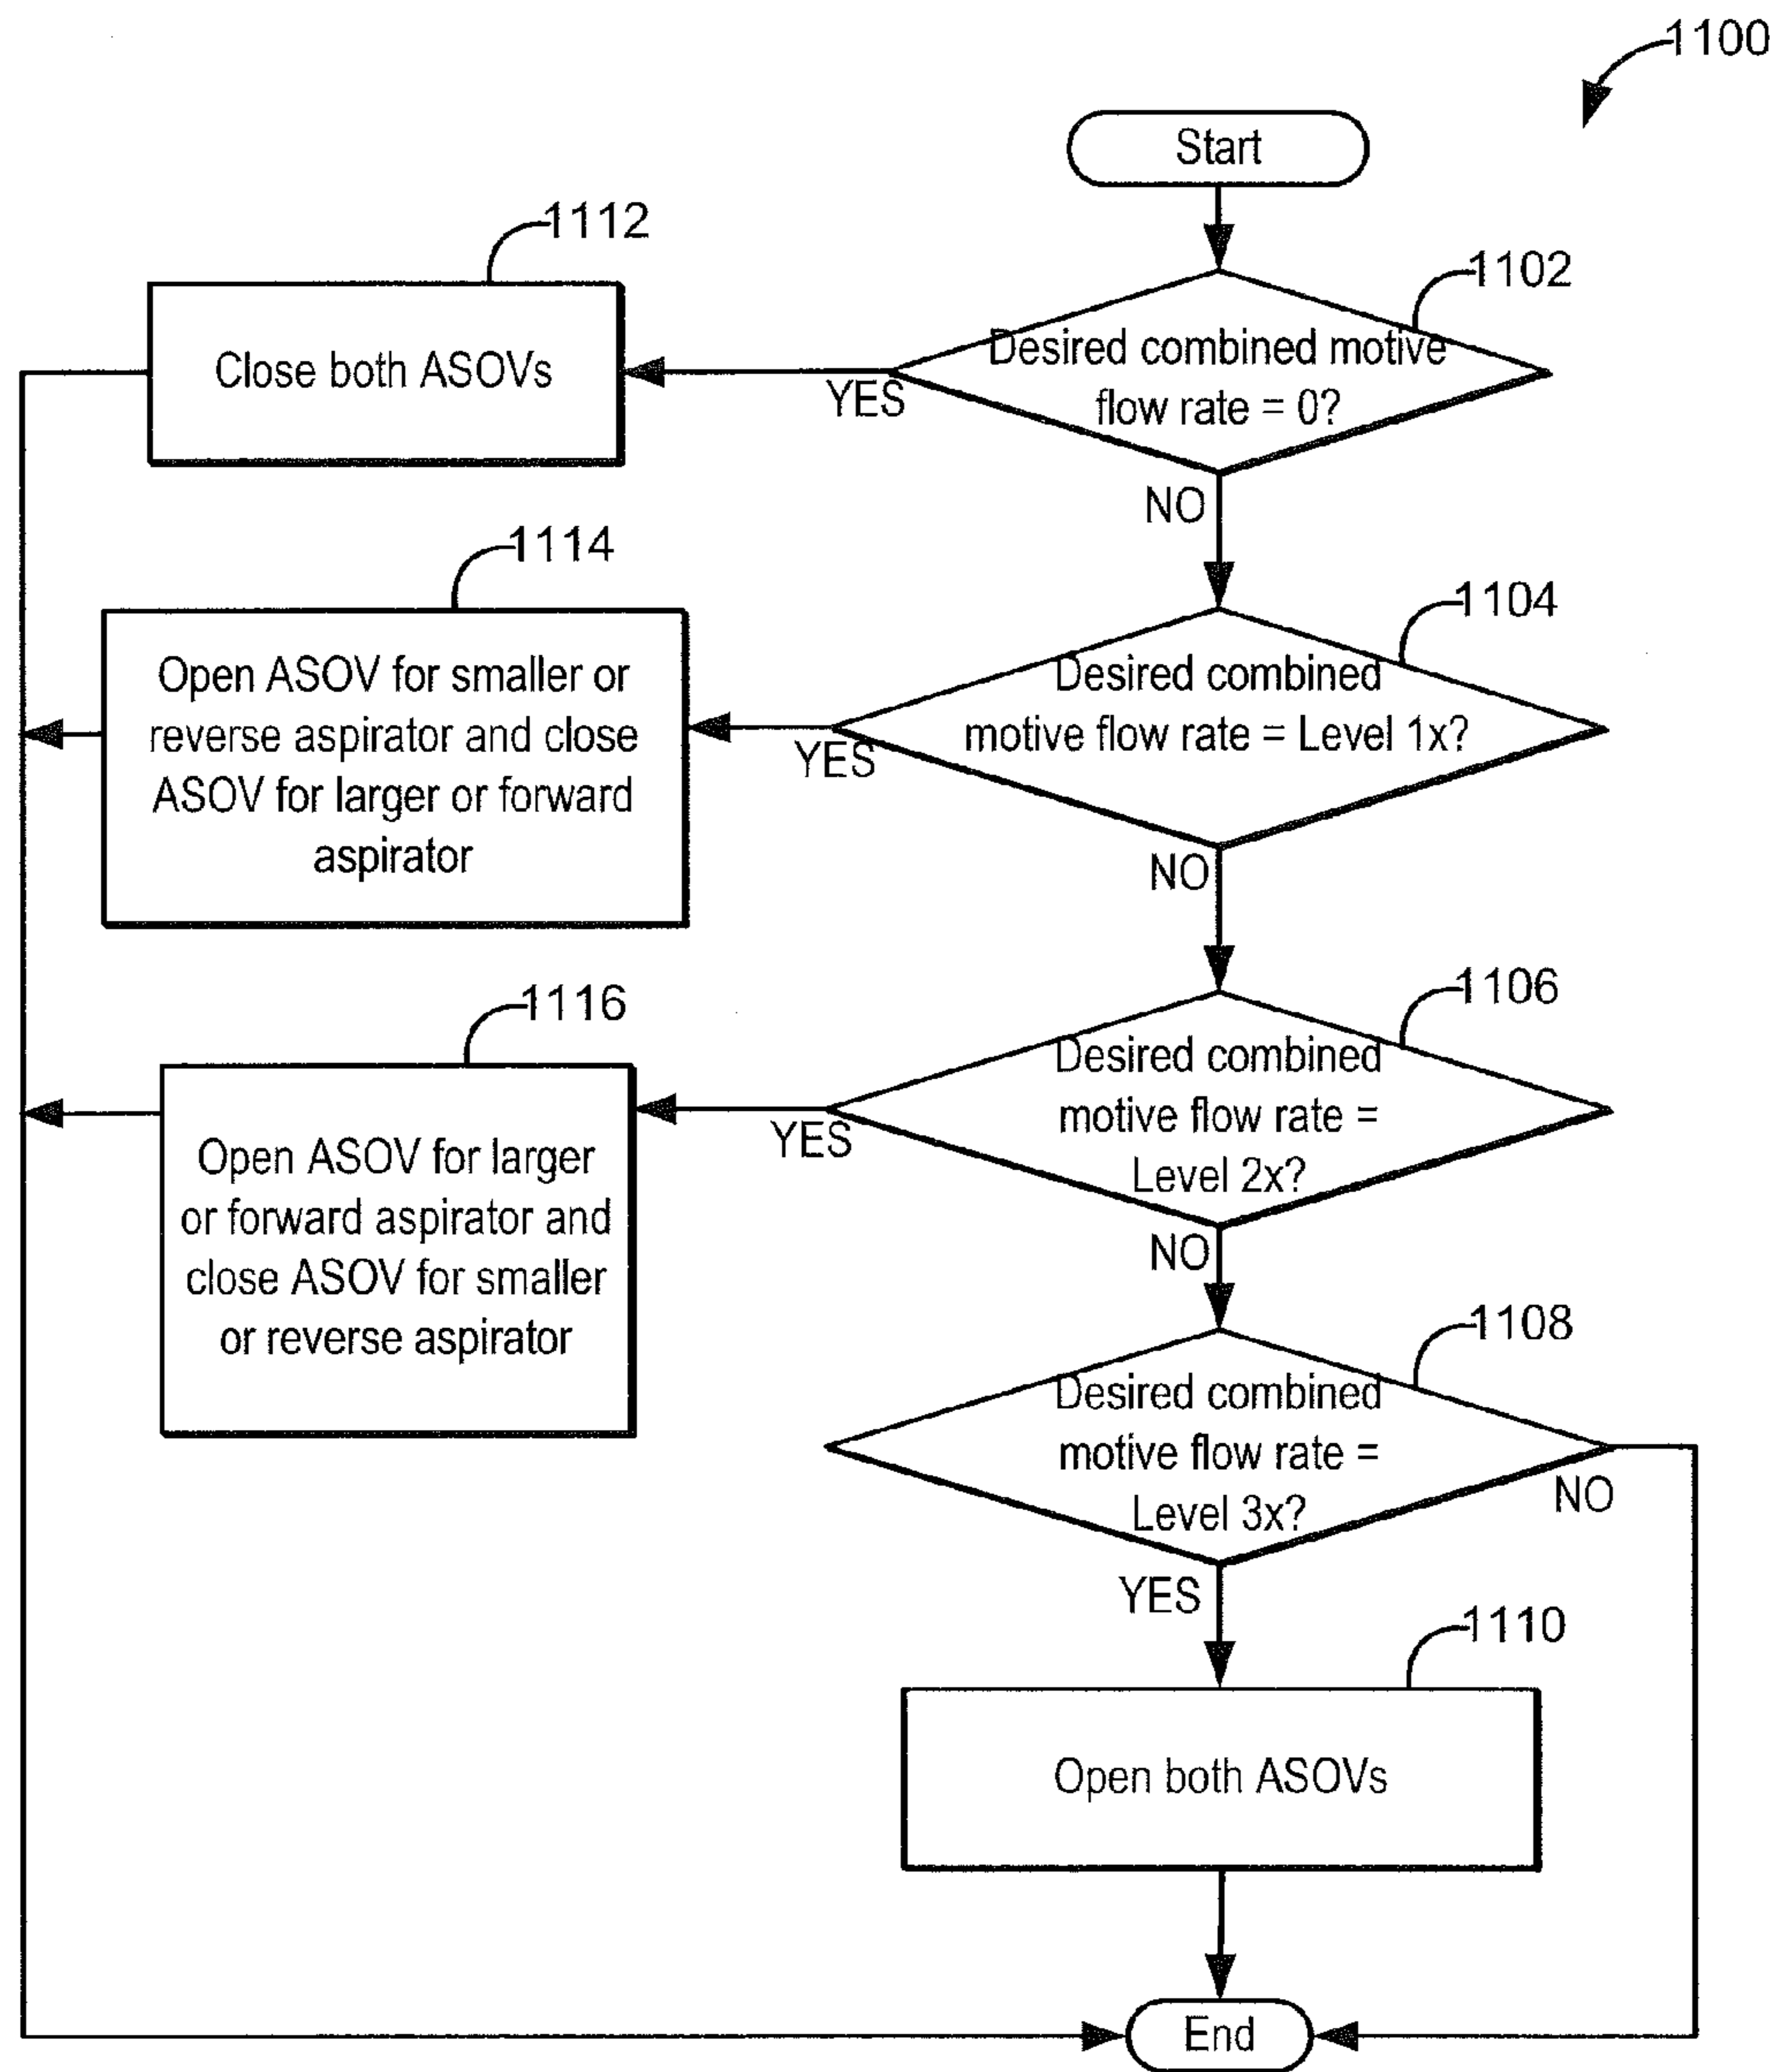 1100
Start
1112
1102
Close both ASOVs
Desired combined motive
flow rate = 0?
YES
NO
1114
1104
Open ASOV for smaller or
reverse aspirator and close
ASOV for larger or forward
aspirator
Desired combined
motive flow rate = Level 1x?
YES
NO
1116
1106
Open ASOV for larger
or forward aspirator and
close ASOV for smaller
or reverse aspirator
Desired combined
motive flow rate =
Level 2x?
YES
NO
1108
Desired combined
motive flow rate =
Level 3x?
NO
YES
1110
Open both ASOVs
End